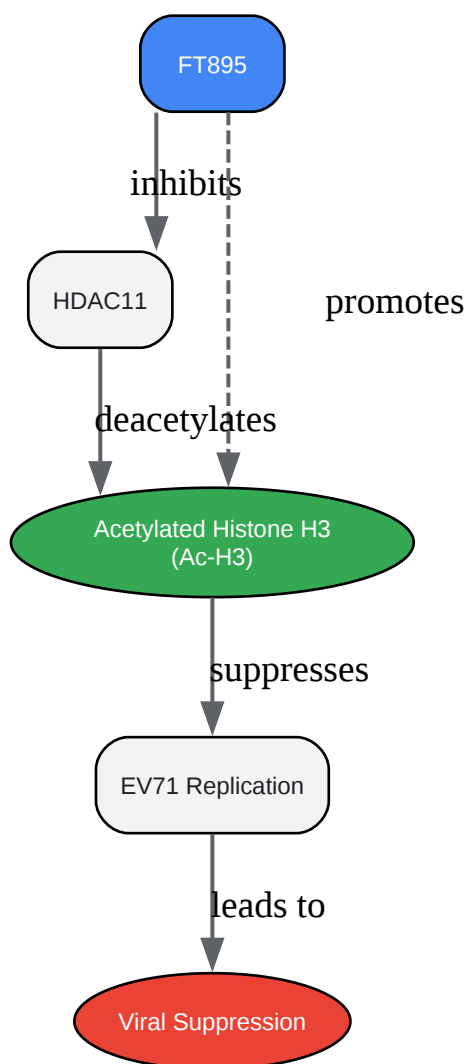 FT895
inhibits
HDAC11
promotes
deacetylates
Acetylated Histone H3
(Ac-H3)
suppresses
EV71 Replication
leads to
Viral Suppression